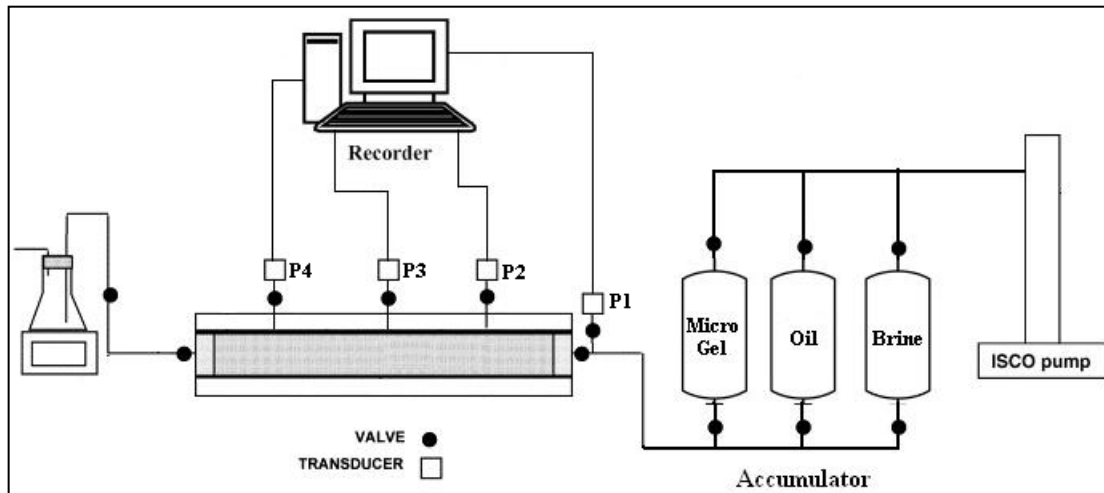 Recorder
P4
P3
P2
P1
Micro
Gel
Oil
Brine
ISCO pump
VALVE
TRANSDUCER
Accumulator